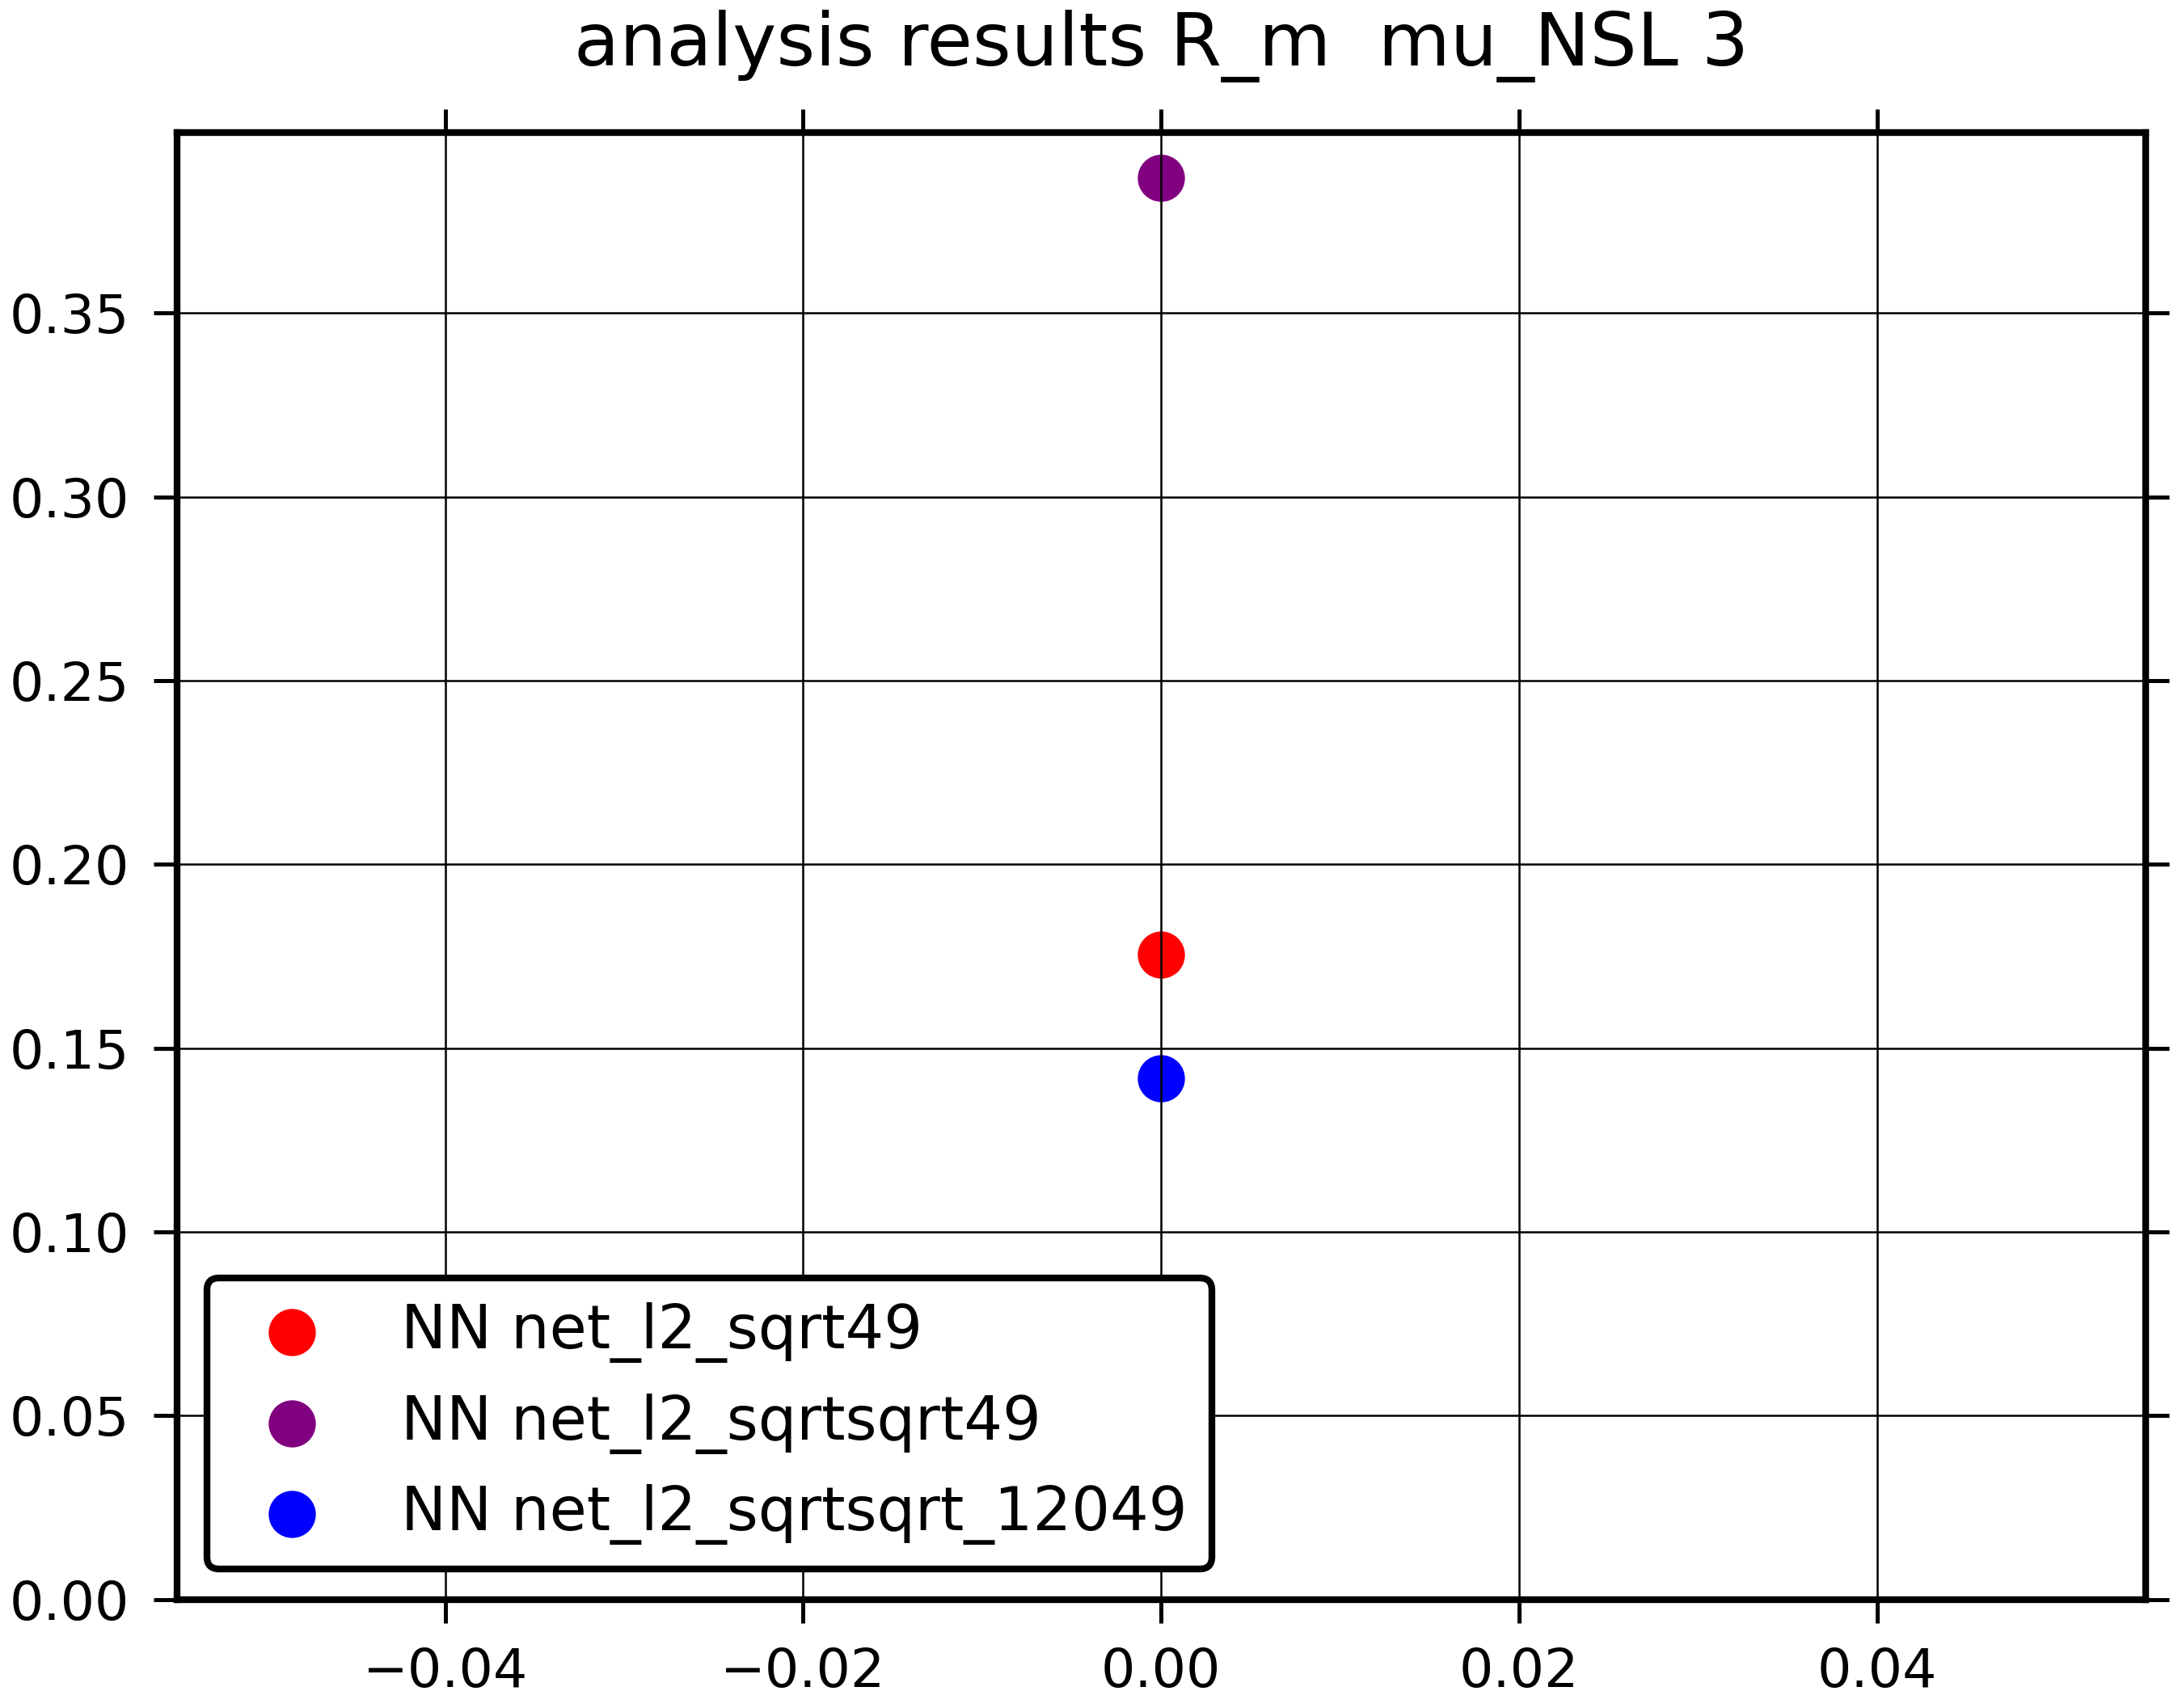 analysis results R_m  mu_NSL 3
0.35
0.30
0.25
0.20
0.15
0.10
0.05
0.00
NN net_l2_sqrt49
NN net_l2_sqrtsqrt49
NN net_l2_sqrtsqrt_12049
−0.04 −0.02 0.00 0.02 0.04